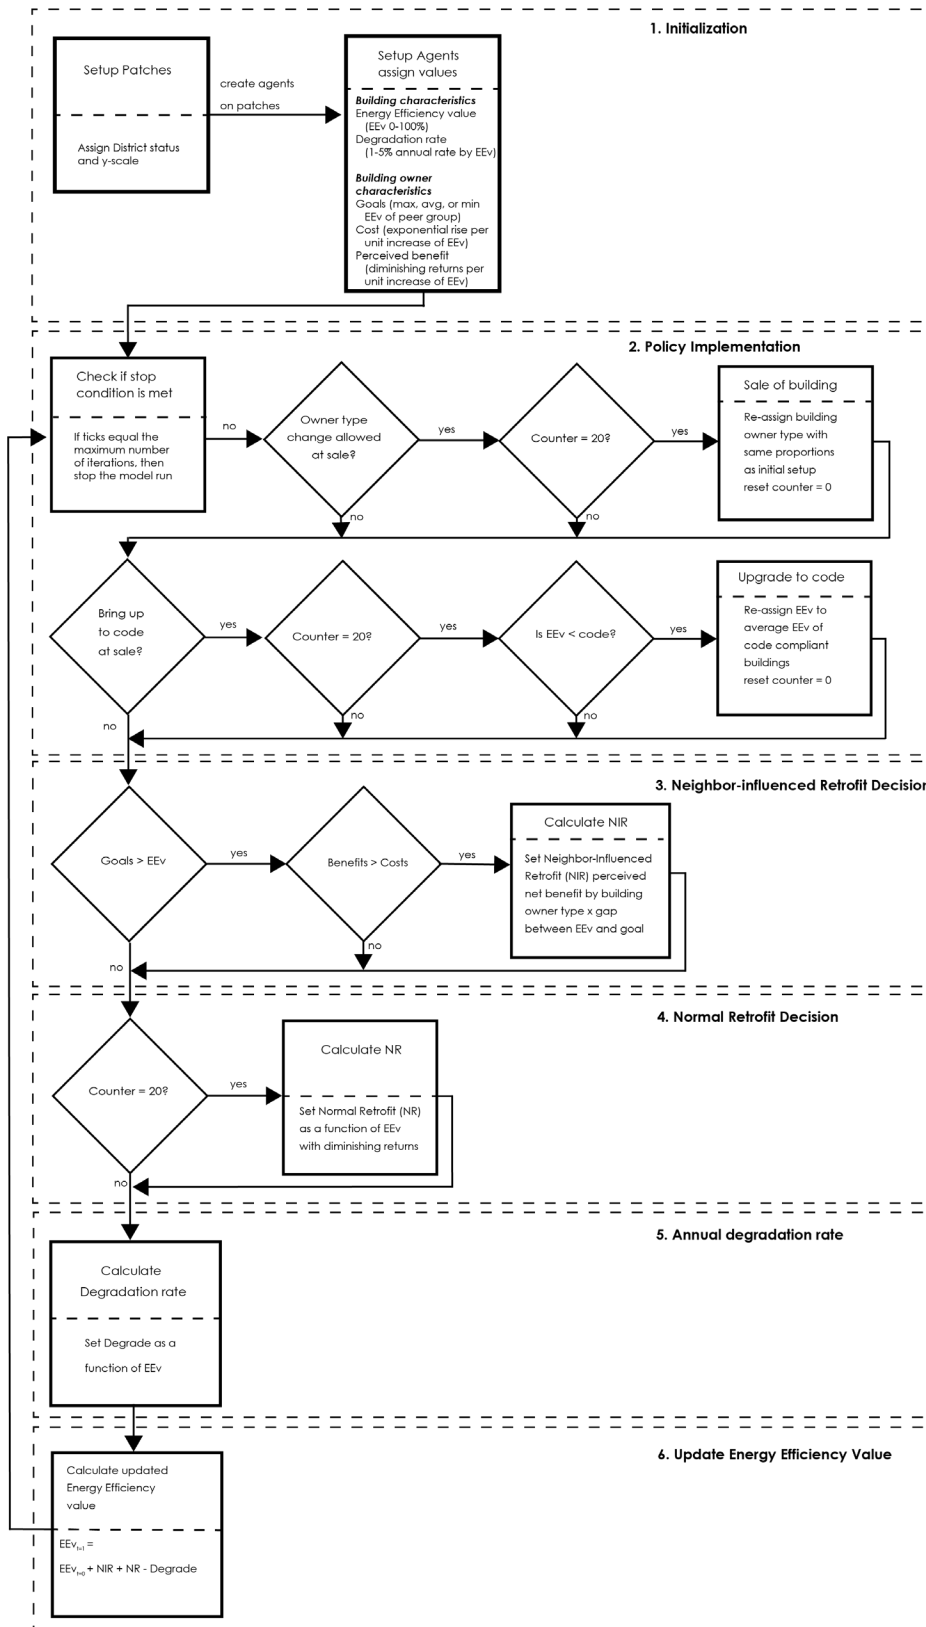 1. Initialization
Setup Patches
Assign District status
and y-scale
create agents
on patches
Setup Agents
assign values
Building characteristics
Energy Efficiency value
(EEv 0-100%)
Degradation rate
(1-5% annual rate by EEv)
Building owner
characteristics
Goals (max, avg, or min
EEv of peer group)
Cost (exponential rise per
unit increase of EEv)
Perceived benefit
(diminishing returns per
unit increase of EEv)
2. Policy Implementation
Check if stop
condition is met
If ticks equal the
maximum number
of iterations, then
stop the model run
no
Owner type
change allowed
at sale?
yes
no
Counter = 20?
yes
no
Sale of building
Re-assign building
owner type with
same proportions
as initial setup
reset counter = 0
Bring up
to code
at sale?
yes
no
Counter = 20?
yes
no
Is EEv < code?
yes
no
Upgrade to code
Re-assign EEv to
average EEv of
code compliant
buildings
reset counter = 0
3. Neighbor-influenced Retrofit Decision
Goals > EEv
yes
no
Benefits > Costs
yes
no
Calculate NIR
Set Neighbor-Influenced
Retrofit (NIR) perceived
net benefit by building
owner type x gap
between EEv and goal
4. Normal Retrofit Decision
Counter = 20?
yes
no
Calculate NR
Set Normal Retrofit (NR)
as a function of EEv
with diminishing returns
5. Annual degradation rate
Calculate
Degradation rate
Set Degrade as a
function of EEv
6. Update Energy Efficiency Value
Calculate updated
Energy Efficiency
value
EEv t=1 =
EEv t=0 + NIR + NR - Degrade